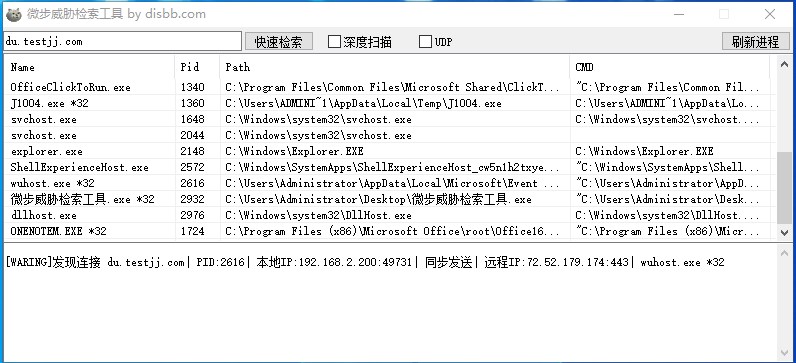 微步威胁检索工具 by disbb.com
du.testjj.com 快速检索 深度扫描 UDP 刷新进程
Name Pid Path CMD
OfficeClickToRun.exe 1340 C:\Program Files\Common Files\Microsoft Shared\ClickT... "C:\Program Files\Common Fil...
J1004.exe *32 1360 C:\Users\ADMINI~1\AppData\Local\Temp\J1004.exe C:\Users\ADMINI~1\AppData\Lo...
svchost.exe 1648 C:\Windows\system32\svchost.exe C:\Windows\system32\svchost....
svchost.exe 2044 C:\Windows\system32\svchost.exe
explorer.exe 2148 C:\Windows\Explorer.EXE C:\Windows\Explorer.EXE
ShellExperienceHost.exe 2572 C:\Windows\SystemApps\ShellExperienceHost_cw5n1h2txye... "C:\Windows\SystemApps\Shell...
wuhost.exe *32 2616 C:\Users\Administrator\AppData\Local\Microsoft\Event ... "C:\Users\Administrator\AppD...
微步威胁检索工具.exe *32 2932 C:\Users\Administrator\Desktop\微步威胁检索工具.exe "C:\Users\Administrator\Desk...
dllhost.exe 2976 C:\Windows\system32\DllHost.exe C:\Windows\system32\DllHost....
ONENOTEM.EXE *32 1724 C:\Program Files (x86)\Microsoft Office\root\Office16... "C:\Program Files (x86)\Micr...
[WARING]发现连接 du.testjj.com| PID:2616| 本地IP:192.168.2.200:49731| 同步发送| 远程IP:72.52.179.174:443| wuhost.exe *32